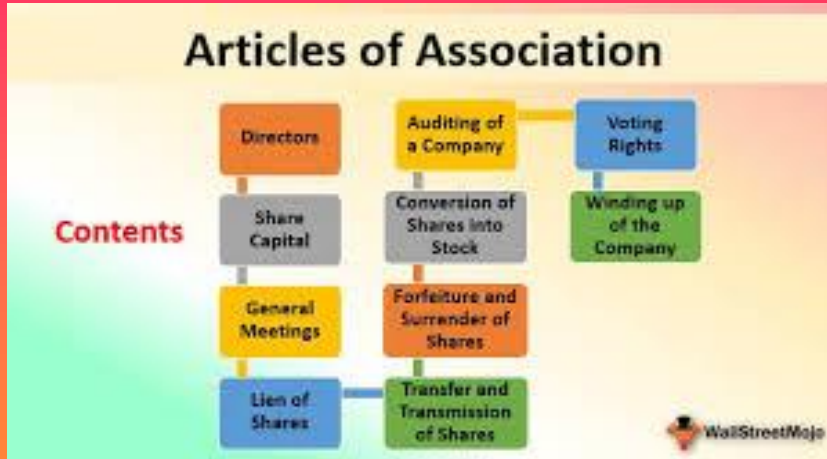 Articles of Association
Contents
Directors
Share
Capital
General
Meetings
Lien of
Shares
Transfer and
Transmission
of Shares
Forfeiture and
Surrender of
Shares
Conversion of
Shares into
Stock
Auditing of
a Company
Voting
Rights
Winding up
of the
Company
WallStreetMojo